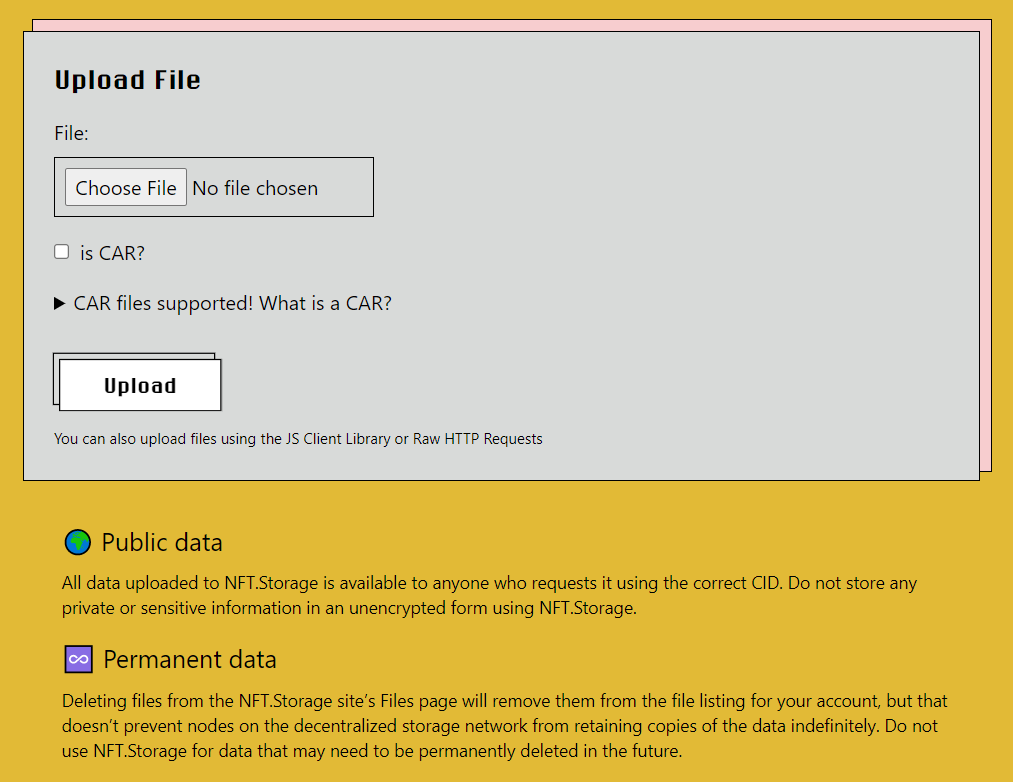 Upload File
File:
Choose File No file chosen
is CAR?
CAR files supported! What is a CAR?
Upload
You can also upload files using the JS Client Library or Raw HTTP Requests
Public data
All data uploaded to NFT.Storage is available to anyone who requests it using the correct CID. Do not store any
private or sensitive information in an unencrypted form using NFT.Storage.
Permanent data
Deleting files from the NFT.Storage site’s Files page will remove them from the file listing for your account, but that
doesn’t prevent nodes on the decentralized storage network from retaining copies of the data indefinitely. Do not
use NFT.Storage for data that may need to be permanently deleted in the future.